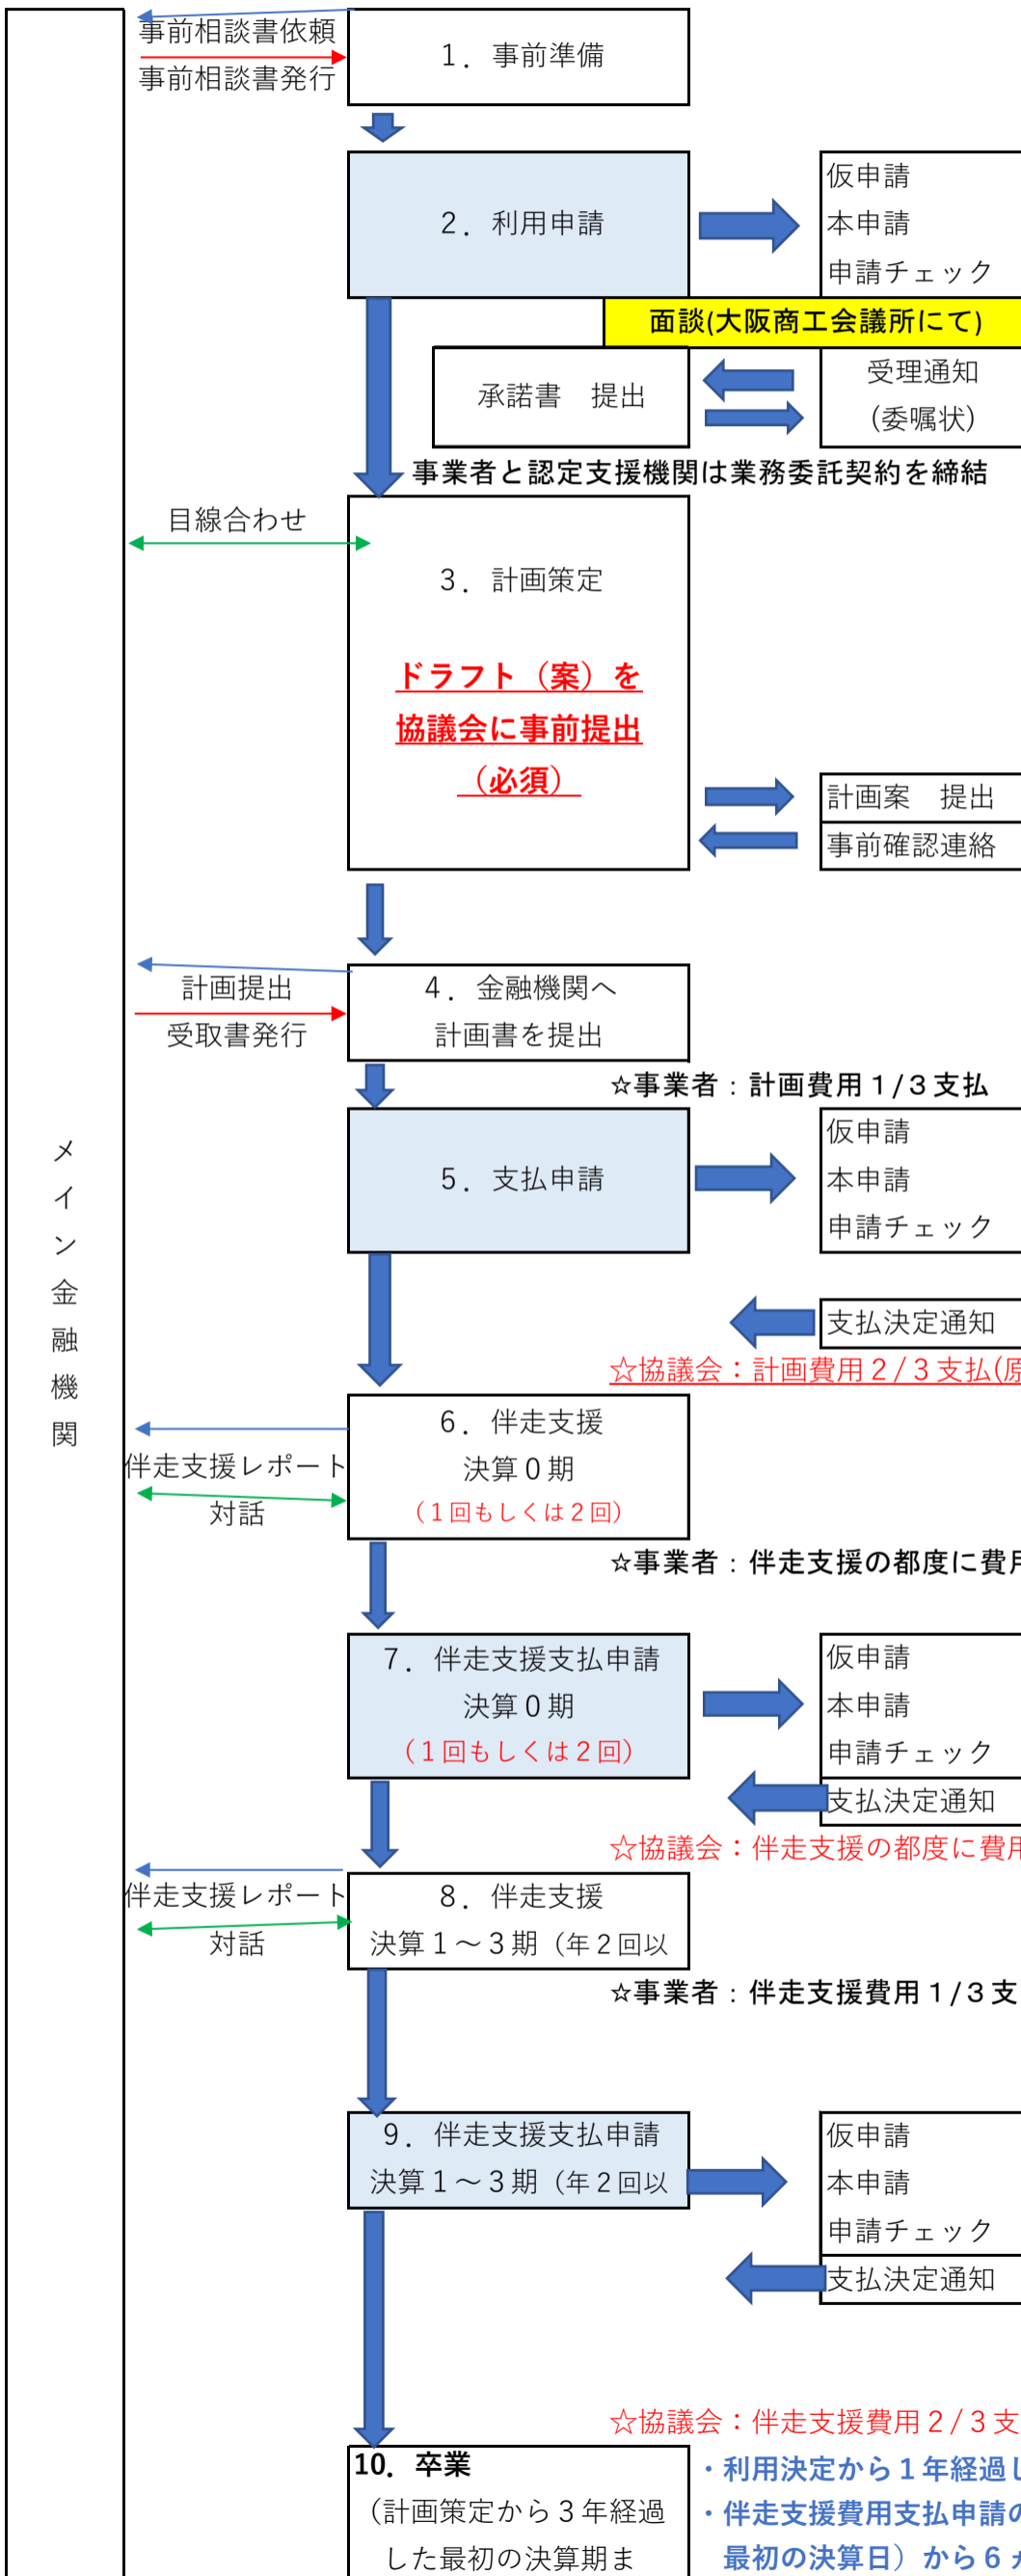 事前相談書依頼
事前相談書発行
1．事前準備
2．利用申請
仮申請
本申請
申請チェック
面談(大阪商工会議所にて)
承諾書　提出
受理通知
(委嘱状)
事業者と認定支援機関は業務委託契約を締結
目線合わせ
3．計画策定
ドラフト（案）を
協議会に事前提出
（必須）
計画案　提出
事前確認連絡
計画提出
受取書発行
4．金融機関へ
計画書を提出
☆事業者：計画費用1/3支払
メイン金融機関
5．支払申請
仮申請
本申請
申請チェック
支払決定通知
☆協議会：計画費用2/3支払(原
伴走支援レポート
対話
6．伴走支援
決算0期
（1回もしくは2回）
☆事業者：伴走支援の都度に費用
7．伴走支援支払申請
決算0期
（1回もしくは2回）
仮申請
本申請
申請チェック
支払決定通知
☆協議会：伴走支援の都度に費用
伴走支援レポート
対話
8．伴走支援
決算1～3期（年2回以
☆事業者：伴走支援費用1/3支
9．伴走支援支払申請
決算1～3期（年2回以
仮申請
本申請
申請チェック
支払決定通知
☆協議会：伴走支援費用2/3支
10．卒業
（計画策定から3年経過
した最初の決算期ま
・利用決定から1年経過し
・伴走支援費用支払申請の
最初の決算日）から6カ